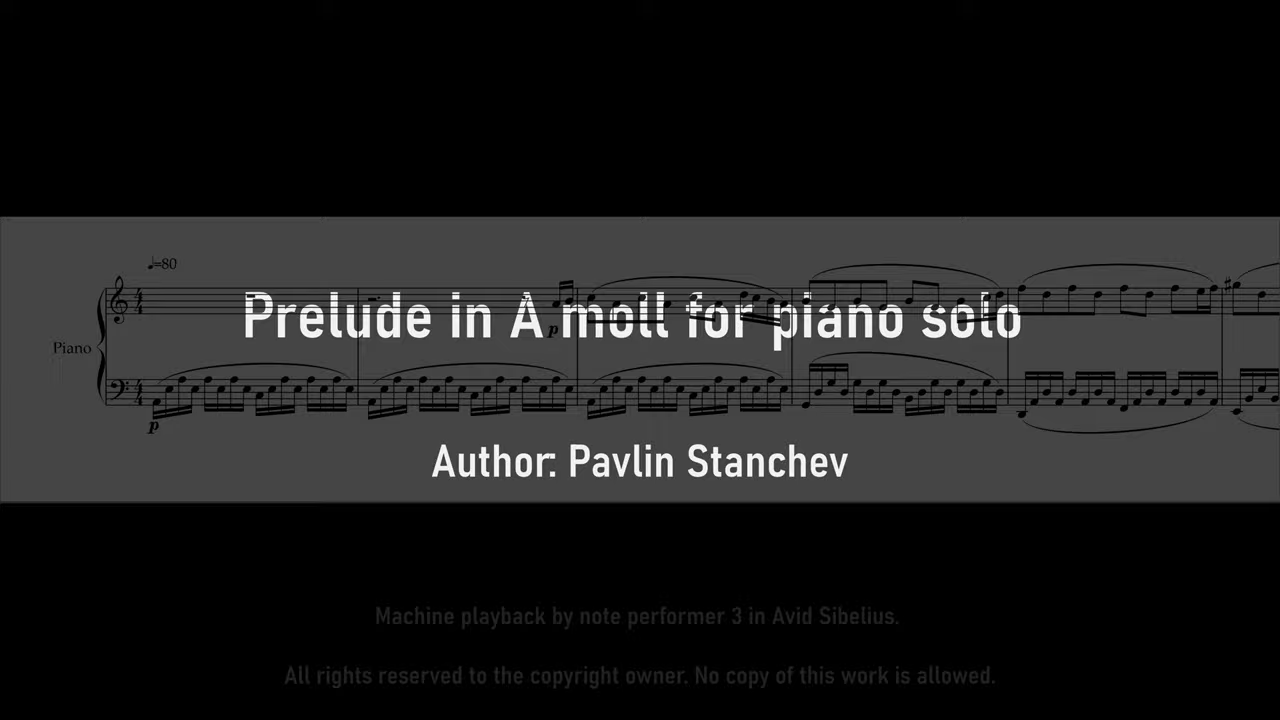 ♩=80
Prelude in A moll for piano solo
p
Piano
p
Author: Pavlin Stanchev
Machine playback by note performer 3 in Avid Sibelius.
All rights reserved to the copyright owner. No copy of this work is allowed.